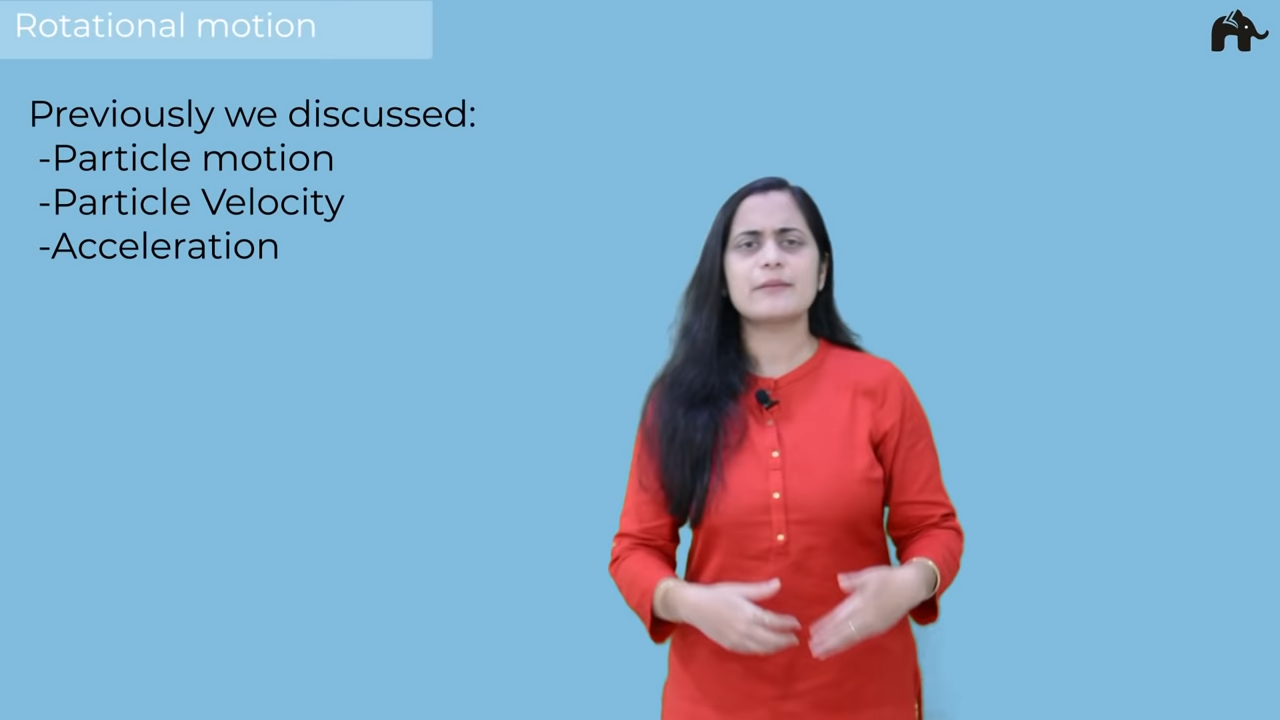 Rotational motion
Previously we discussed:
-Particle motion
-Particle Velocity
-Acceleration